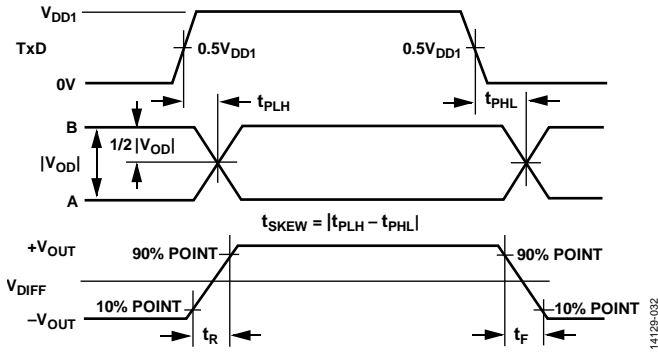 VDD1
TxD
0.5VDD1
0.5VDD1
0V
tPLH
tPHL
B
1/2 |VOD|
|VOD|
A
tSKEW = |tPLH – tPHL|
+VOUT
90% POINT
90% POINT
VDIFF
10% POINT
10% POINT
–VOUT
tR
tF
14129-032